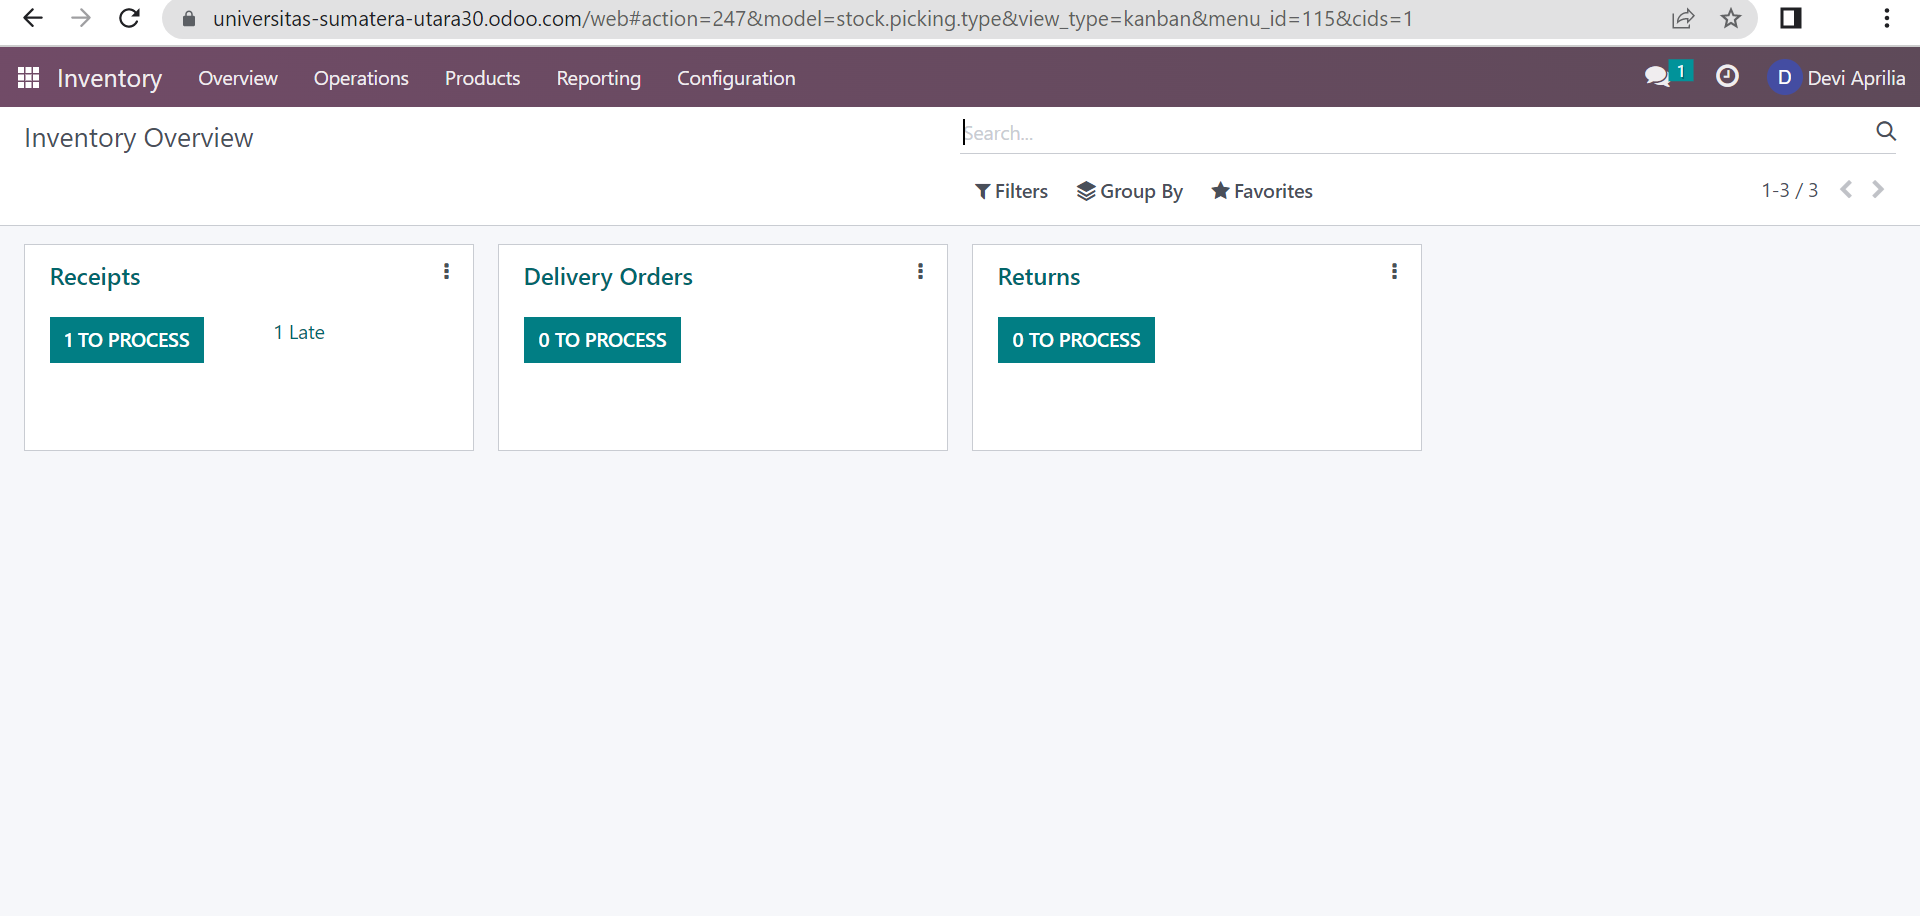 universitas-sumatera-utara30.odoo.com/web#action=247&model=stock.picking.type&view_type=kanban&menu_id=115&cids=1
Inventory Overview Operations Products Reporting Configuration 1 D Devi Aprilia
Inventory Overview Search...
Filters Group By Favorites 1-3 / 3
Receipts Delivery Orders Returns
1 TO PROCESS 1 Late 0 TO PROCESS 0 TO PROCESS